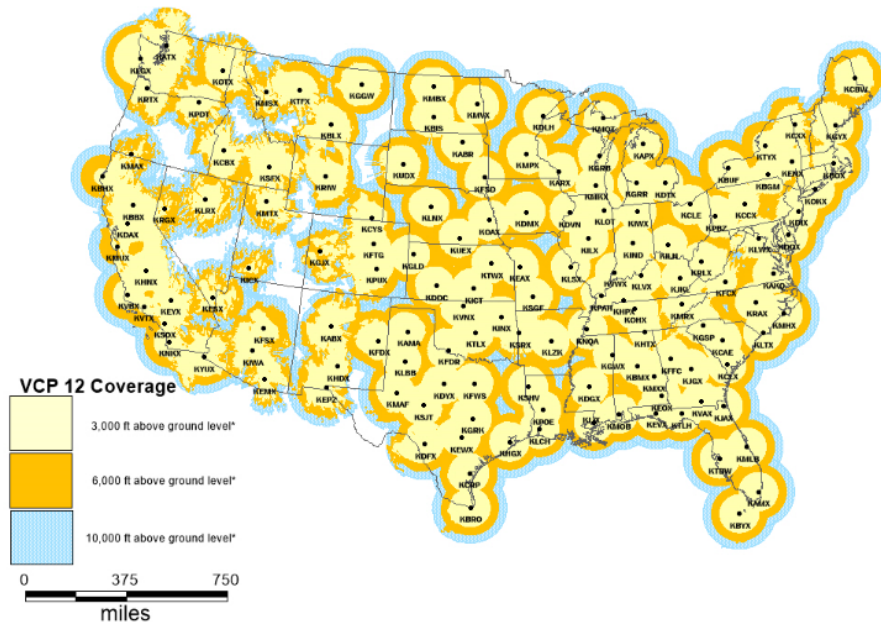 KATX
KLGX
KOTX
KRTX
KPDT
KMSX
KTFX
KGGW
KMBX
KMVX
KBIS
KBLX
KDLH
KMQT
KCBW
KCXX
KGYX
KTYX
KAPX
KABR
KMPX
KGRB
KMAX
KCBX
KSFX
KRIW
KUDX
KFSD
KARX
KBUF
KENX
KBOX
KBGM
KGRR
KDTX
KMKX
KBHX
KLRX
KRGX
KMTX
KBBX
KDAX
KLNX
KDMX
KDVN
KLOT
KIWX
KCLE
KOKX
KCCX
KPBZ
KDIX
KCYS
KOAX
KMUX
KFTG
KGJX
KUEX
KILX
KIND
KILN
KLWX
KDOX
KHNX
KICX
KPUX
KGLD
KTWX
KEAX
KLSX
KVWX
KLVX
KJKL
KRLX
KFCX
KAKQ
KVBX
KVTX
KEYX
KESX
KDDC
KICT
KSGF
KPAH
KHPX
KOHX
KMRX
KRAX
KMHX
KSOX
KNKX
KYUX
KFSX
KIWA
KEMX
KABX
KHDX
KEPZ
KFDX
KAMA
KLBB
KVNX
KINX
KTLX
KFDR
KSRX
KLZK
KNQA
KHTX
KGSP
KLTX
KCAE
KCLX
KGWX
KBMX
KFFC
KJGX
KMXX
KMAF
KDYX
KFWS
KSJT
KSHV
KDGX
KEOX
KVAX
KJAX
KGRK
KPOE
KLCH
KLIX
KMOB
KEVX
KTLH
KDFX
KEWX
KHGX
KCRP
KBRO
KTBW
KMLB
KAMX
KBYX
VCP 12 Coverage
3,000 ft above ground level*
6,000 ft above ground level*
10,000 ft above ground level*
0 375 750
miles